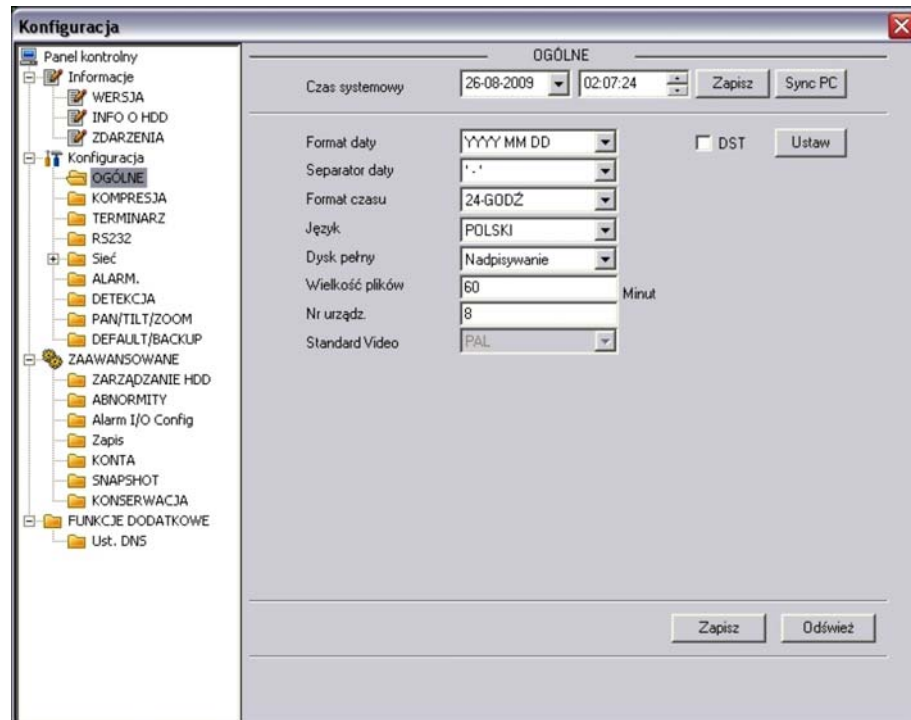 Konfiguracja
Panel kontrolny
Informacje
WERSJA
INFO O HDD
ZDARZENIA
Konfiguracja
OGÓLNE
KOMPRESJA
TERMINARZ
RS232
Sieć
ALARM.
DETEKCJA
PAN/TILT/ZOOM
DEFAULT/BACKUP
ZAAWANSOWANE
ZARZĄDZANIE HDD
ABNORMITY
Alarm I/O Config
Zapis
KONTA
SNAPSHOT
KONSERWACJA
FUNKCJE DODATKOWE
Ust. DNS
OGÓLNE
Czas systemowy 26-08-2009 02:07:24 Zapisz Sync PC
Format daty YYYY MM DD DST Ustaw
Separator daty '-'
Format czasu 24-GODŹ
Język POLSKI
Dysk pełny Nadpisywanie
Wielkość plików 60 Minut
Nr urządz. 8
Standard Video PAL
Zapisz Odśwież